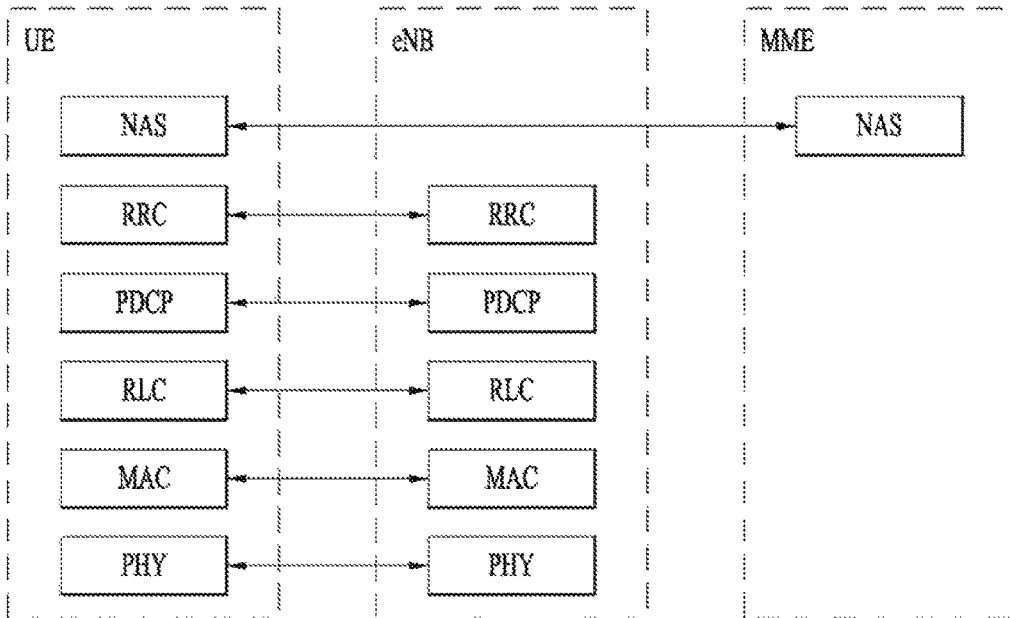 UE
eNB
MME
NAS
NAS
RRC
RRC
PDCP
PDCP
RLC
RLC
MAC
MAC
PHY
PHY